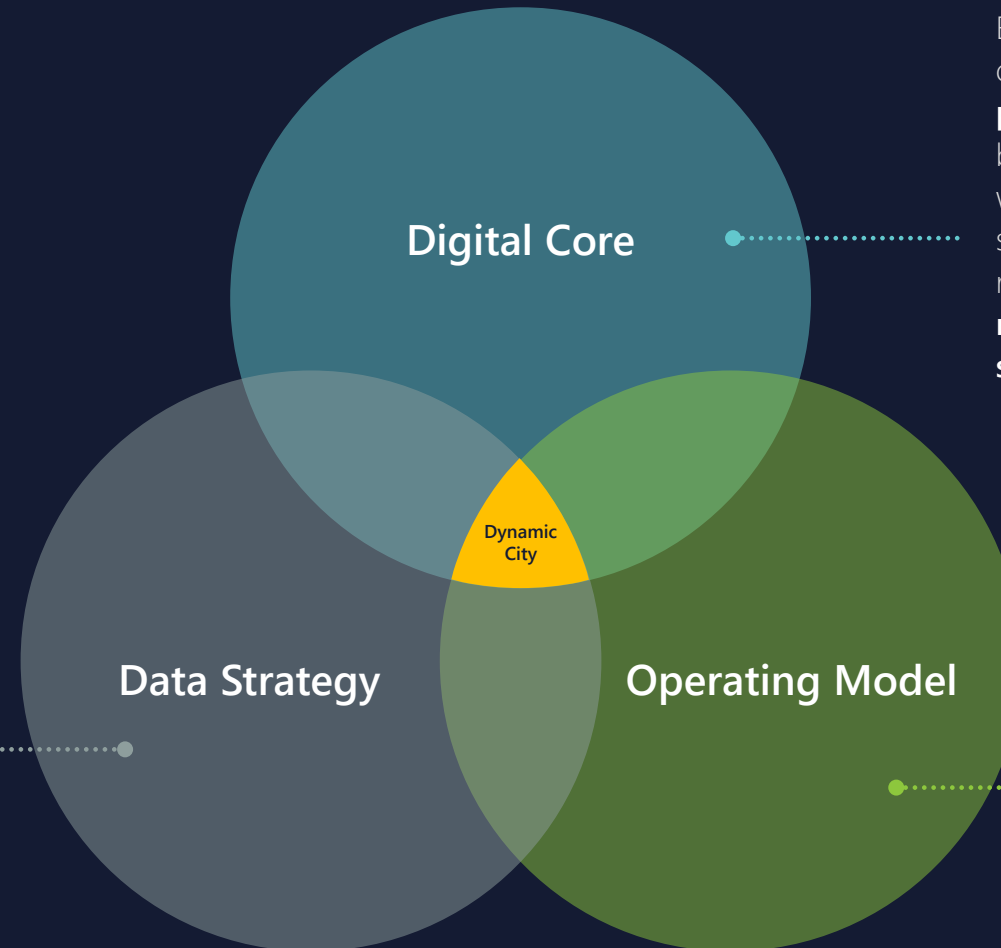 Digital Core
Dynamic
City
Data Strategy
Operating Model